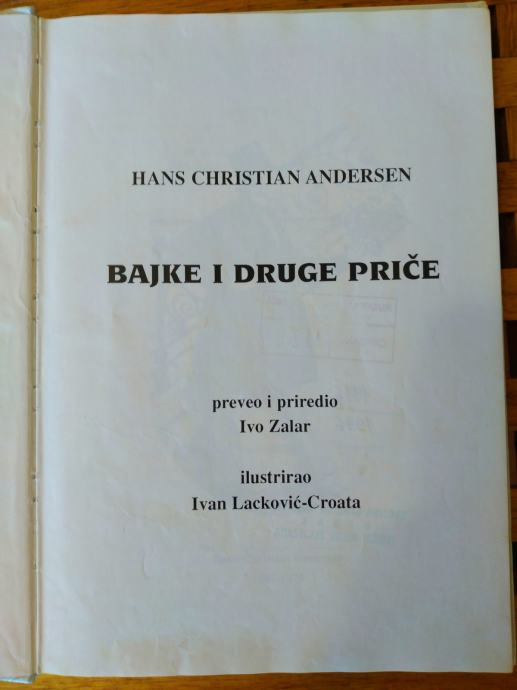 HANS CHRISTIAN ANDERSEN
BAJKE I DRUGE PRIČE
preveo i priredio
Ivo Zalar
ilustrirao
Ivan Lacković-Croata